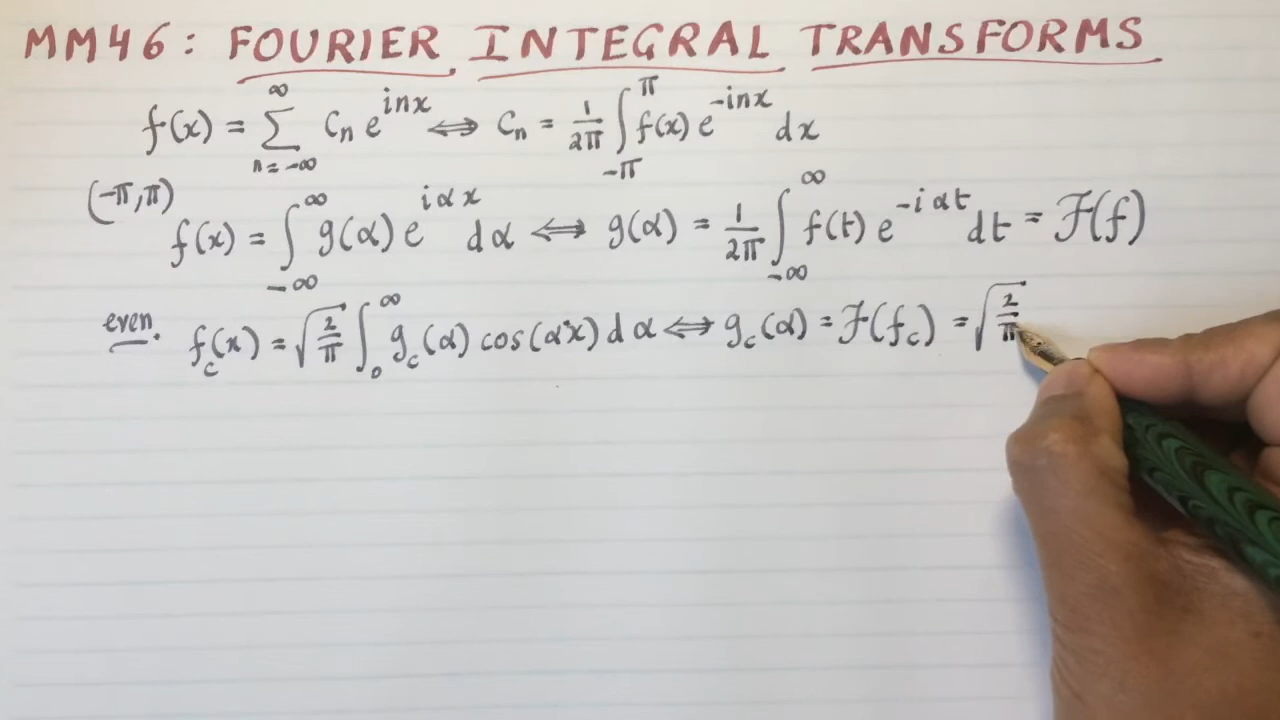 MM46: FOURIER INTEGRAL TRANSFORMS
f(x) = ∑_{n=-∞}^{∞} C_n e^{inx} ⟺ C_n = 1/2π ∫_{-π}^{π} f(x) e^{-inx} dx
(-π,π)
f(x) = ∫_{-∞}^{∞} g(α) e^{iαx} dα ⟺ g(α) = 1/2π ∫_{-∞}^{∞} f(t) e^{-iαt} dt = ℱ(f)
even. f_c(x) = √(2/π) ∫_0^∞ g_c(α) cos(αx) dα ⟺ g_c(α) = ℱ(f_c) = √(2/π)